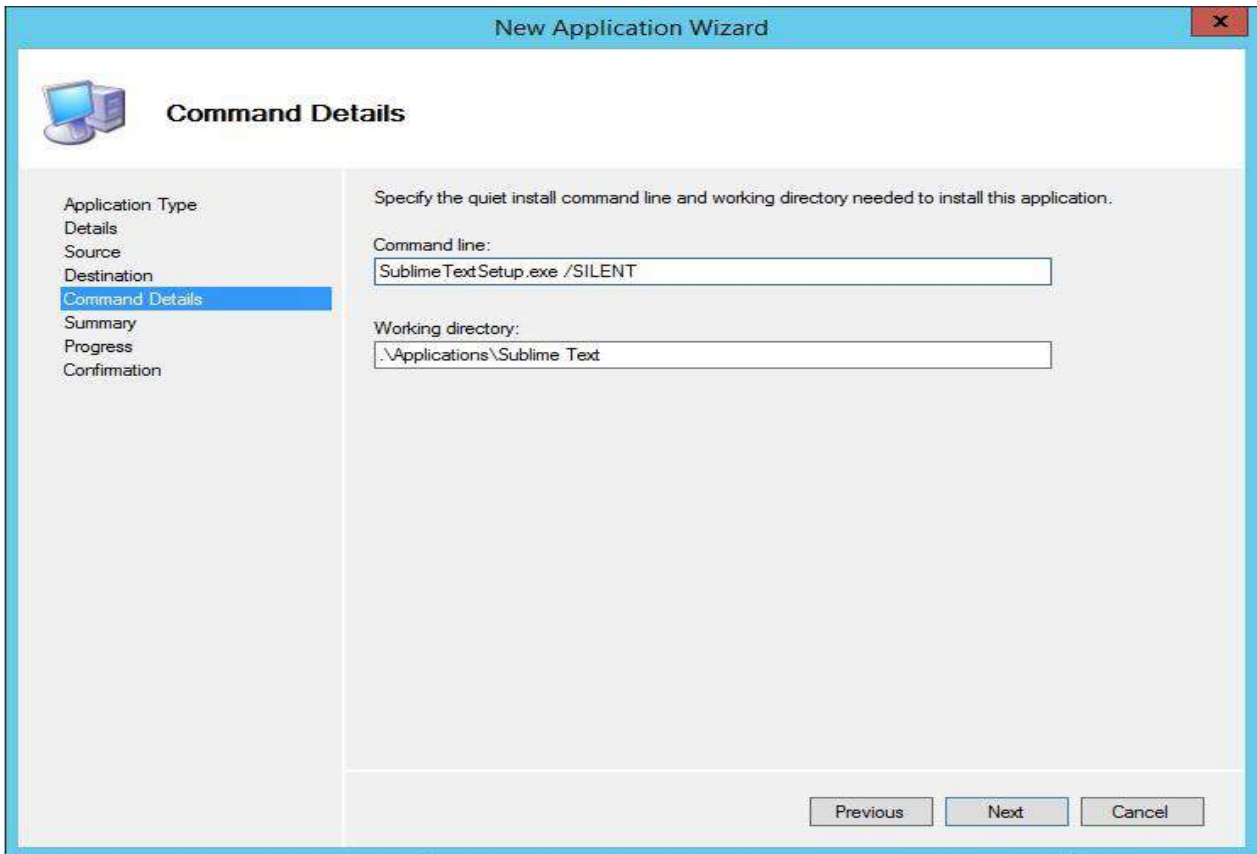 New Application Wizard
x
Command Details
Application Type
Details
Source
Destination
Command Details
Summary
Progress
Confirmation
Specify the quiet install command line and working directory needed to install this application.
Command line:
SublimeTextSetup.exe /SILENT
Working directory:
.\Applications\Sublime Text
Previous
Next
Cancel